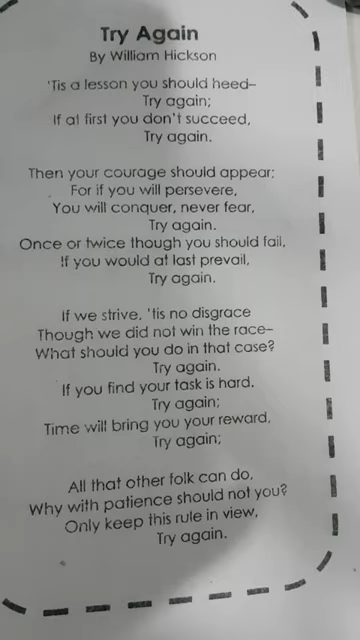 Try Again
By William Hickson
'Tis a lesson you should heed–
Try again;
If at first you don't succeed,
Try again.
Then your courage should appear;
For if you will persevere,
You will conquer, never fear,
Try again.
Once or twice though you should fail,
If you would at last prevail,
Try again.
If we strive, 'tis no disgrace
Though we did not win the race–
What should you do in that case?
Try again.
If you find your task is hard,
Try again;
Time will bring you your reward,
Try again;
All that other folk can do,
Why with patience should not you?
Only keep this rule in view,
Try again.